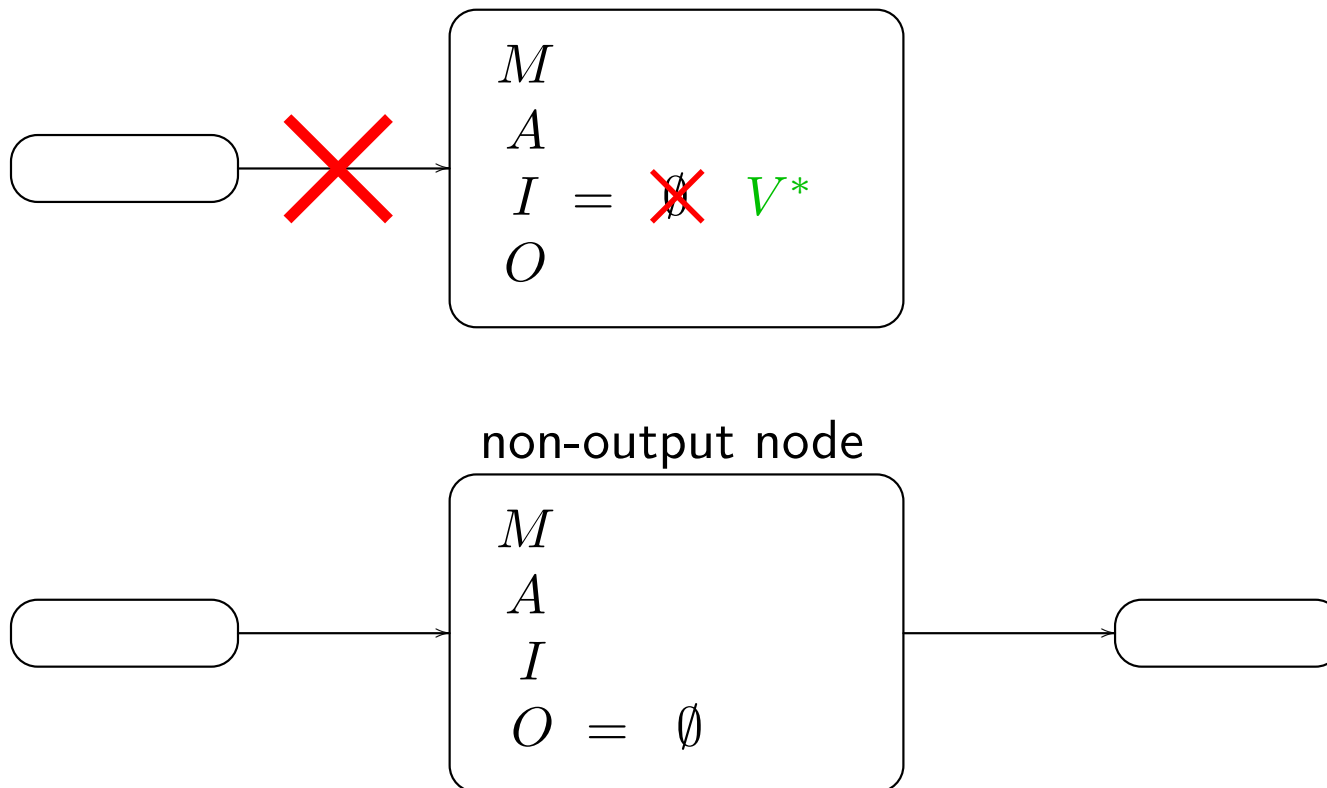 M
A
I = ∅ V*
O
non-output node
M
A
I
O = ∅